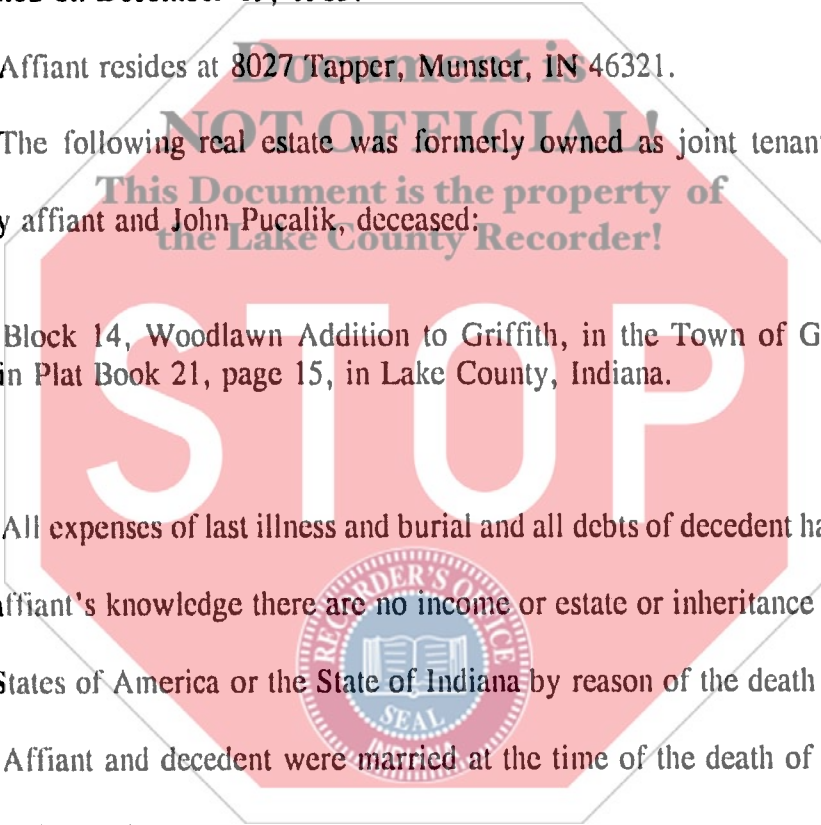 Affiant resides at 8027 Tapper, Munster, IN 46321.
Document is
The following real estate was formerly owned as joint
NOT OFFICIAL!
This Document is the property of
affiant and John Pucalik, deceased:
the Lake County Recorder!
Block 14, Woodlawn Addition to Griffith, in the Town of G
in Plat Book 21, page 15, in Lake County, Indiana.
STOP
All expenses of last illness and burial and all debts of decedent
affiant's knowledge there are no income or estate or inheritance
RECORDER'S OFFICE
States of America or the State of Indiana by reason of the death
SEAL
INDIANA
Affiant and decedent were married at the time of the death of